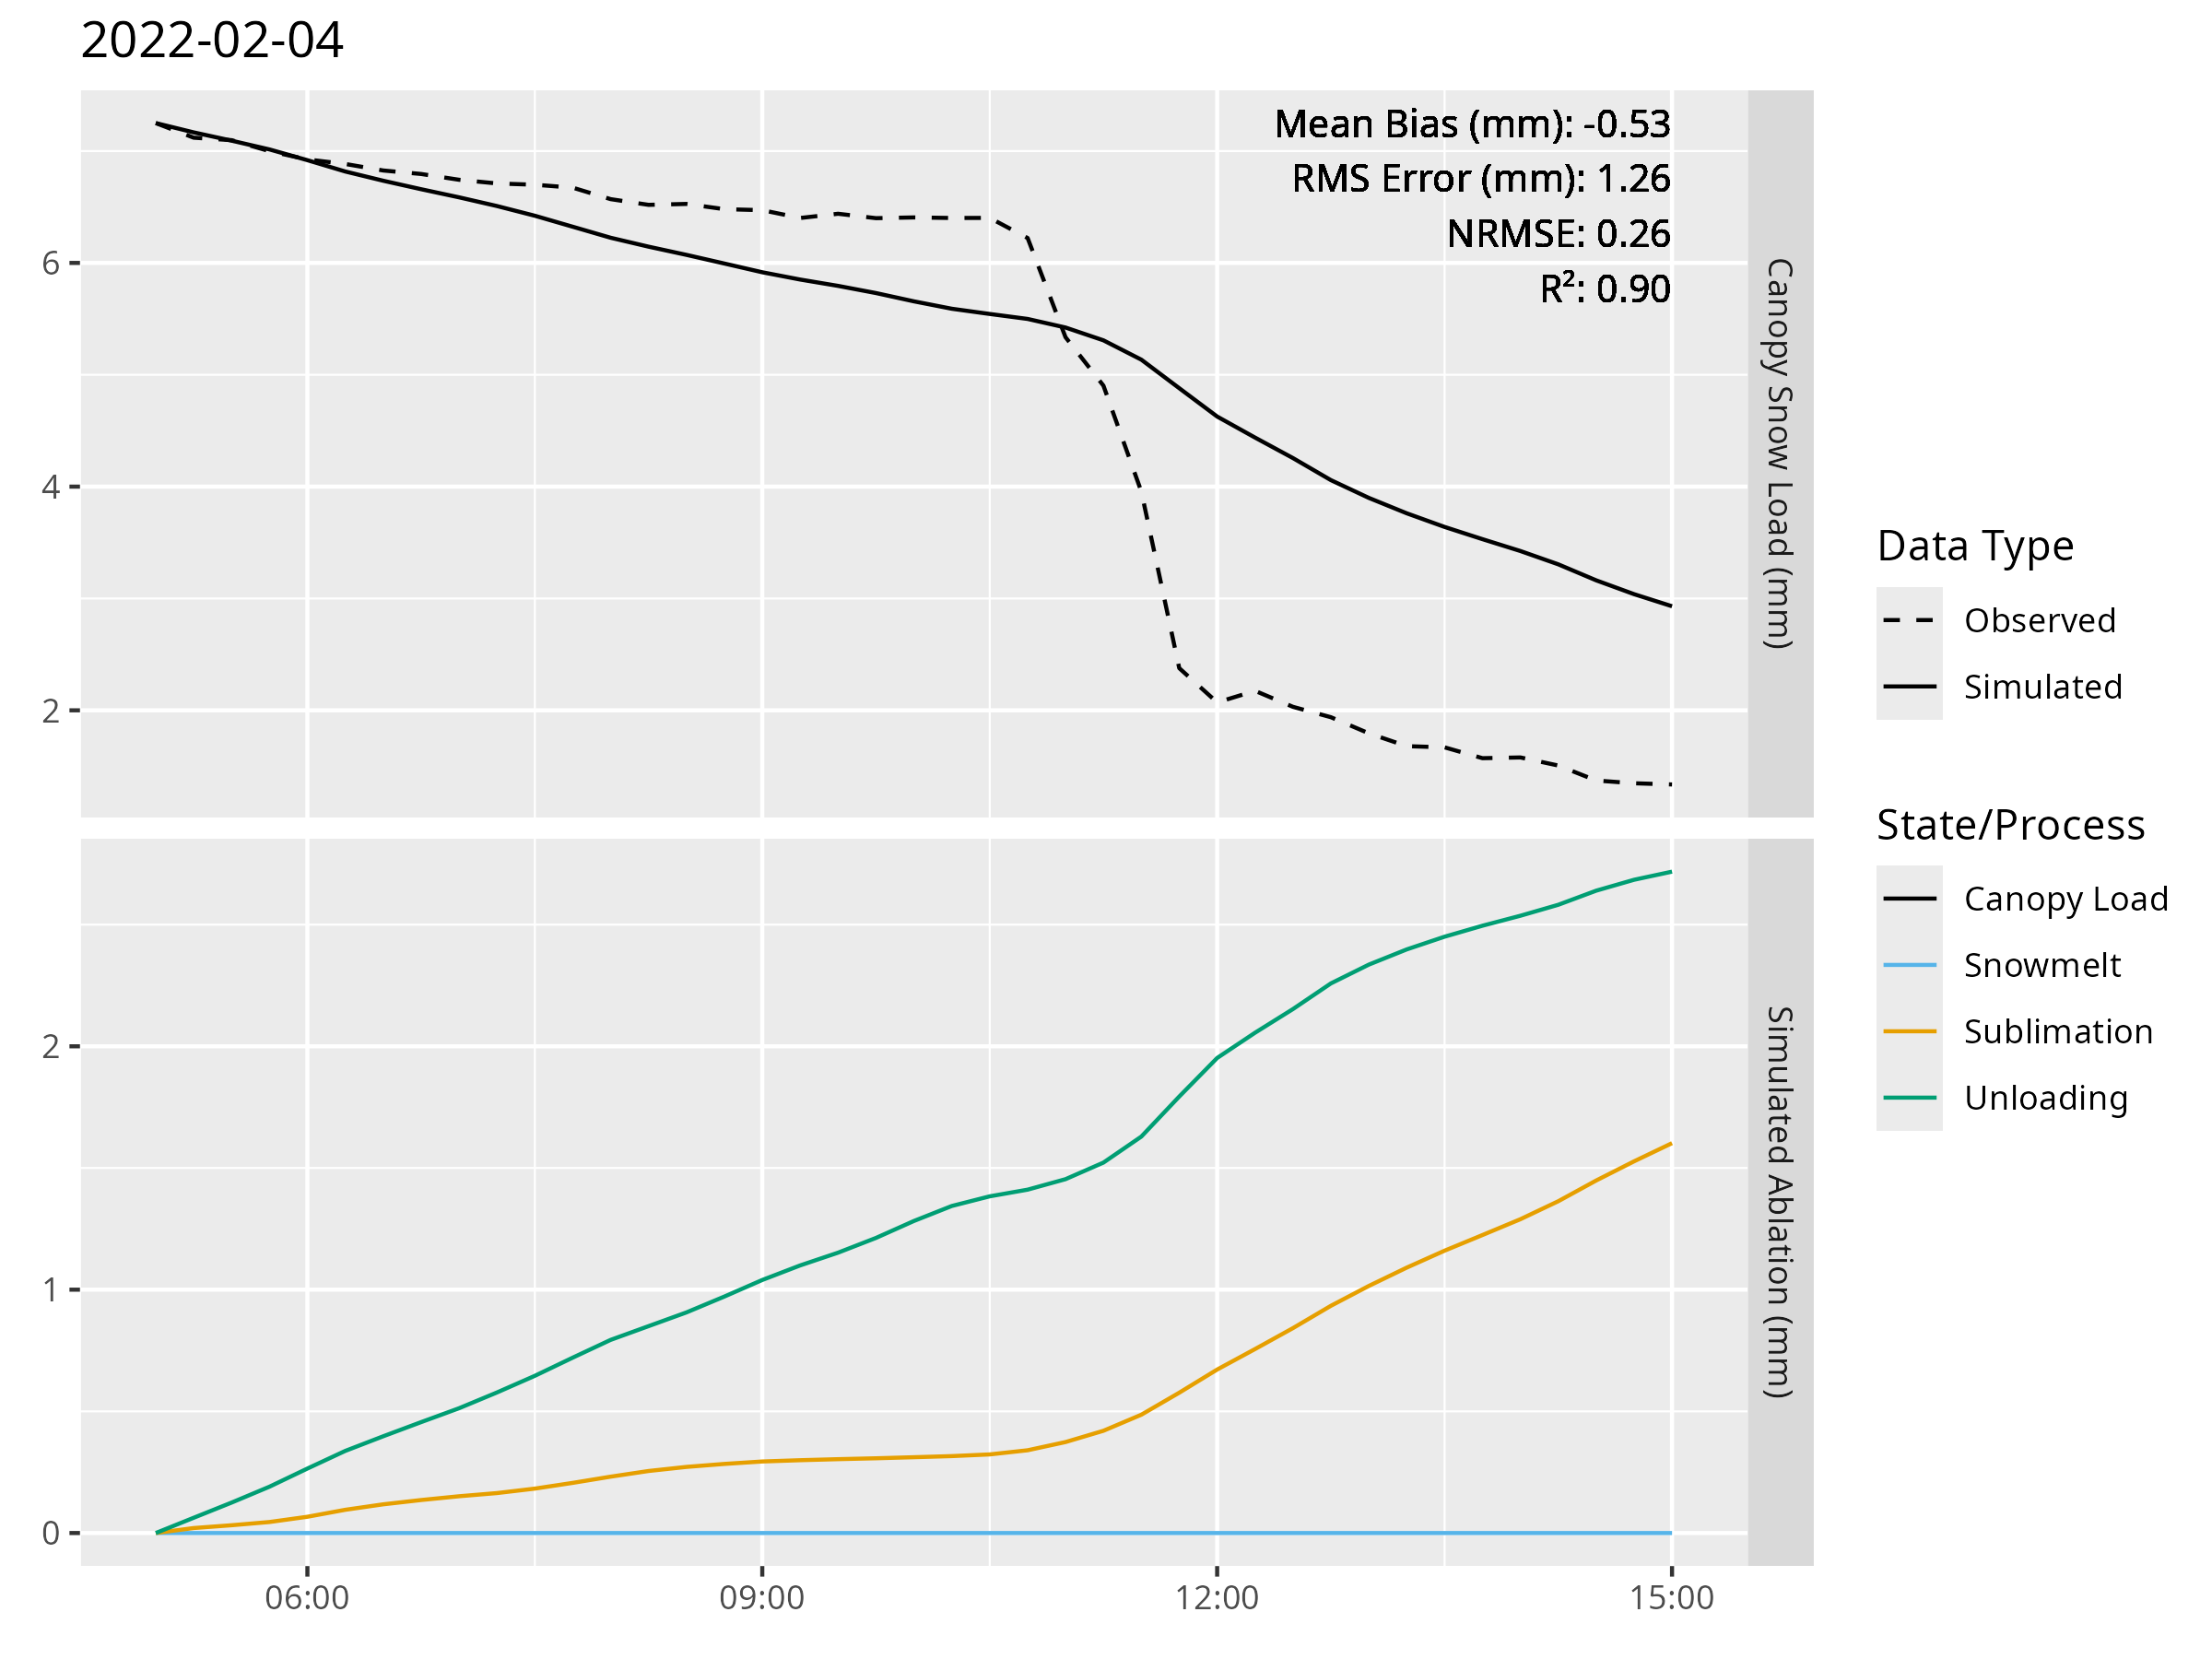 2022-02-04
Mean Bias (mm): -0.53
RMS Error (mm): 1.26
NRMSE: 0.26
R²: 0.90
6
4
2
Canopy Snow Load (mm)
2
1
0
Simulated Ablation (mm)
06:00 09:00 12:00 15:00
Data Type
Observed
Simulated
State/Process
Canopy Load
Snowmelt
Sublimation
Unloading